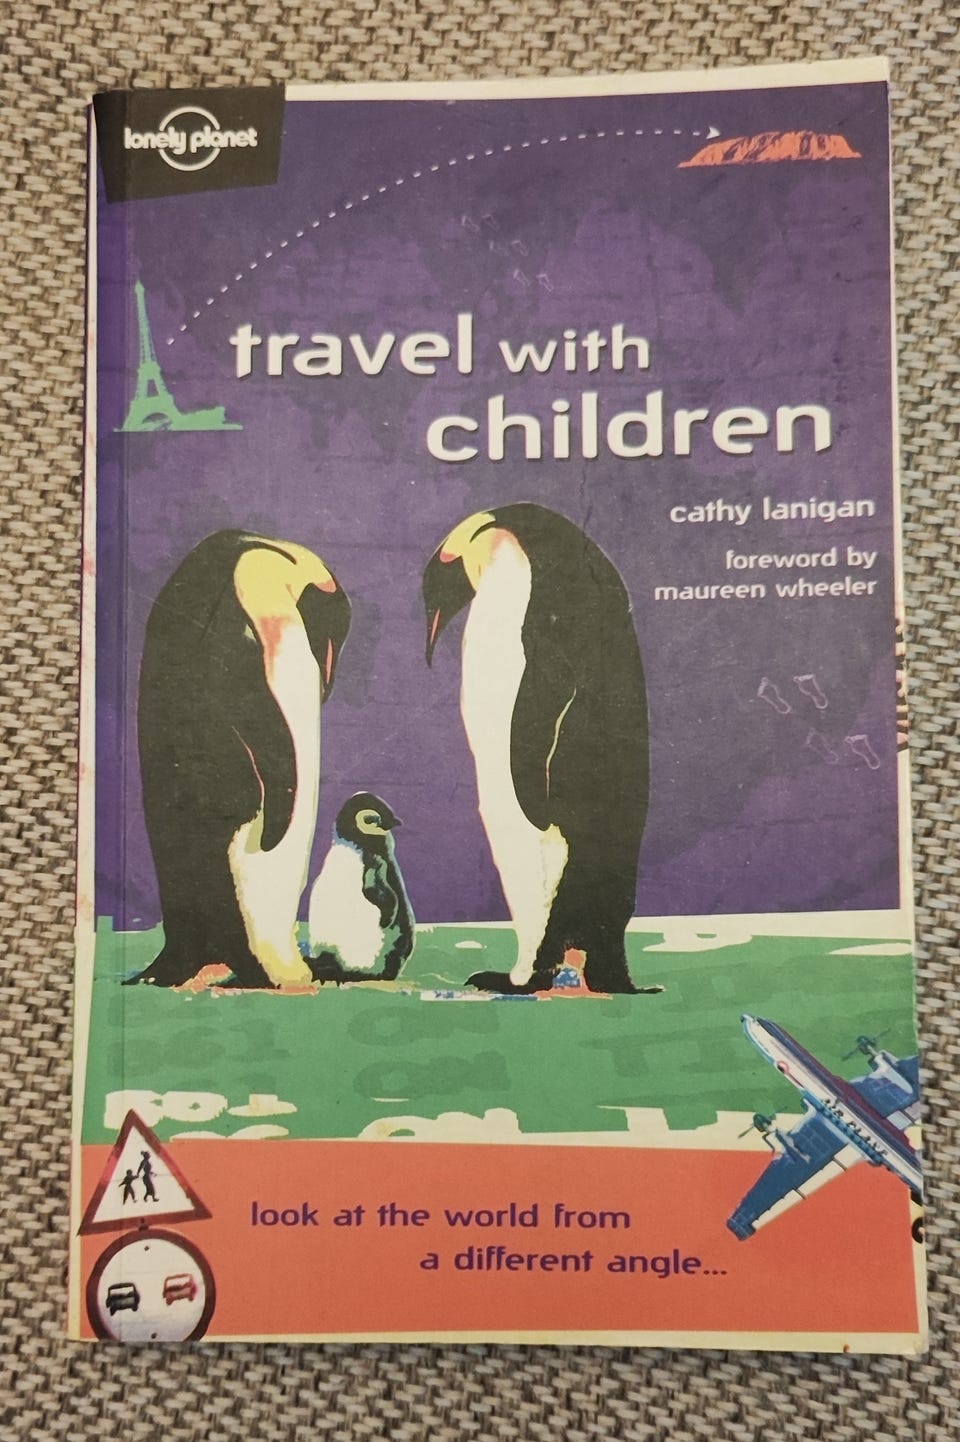 lonely planet
travel with
children
cathy lanigan
foreword by
maureen wheeler
look at the world from
a different angle...